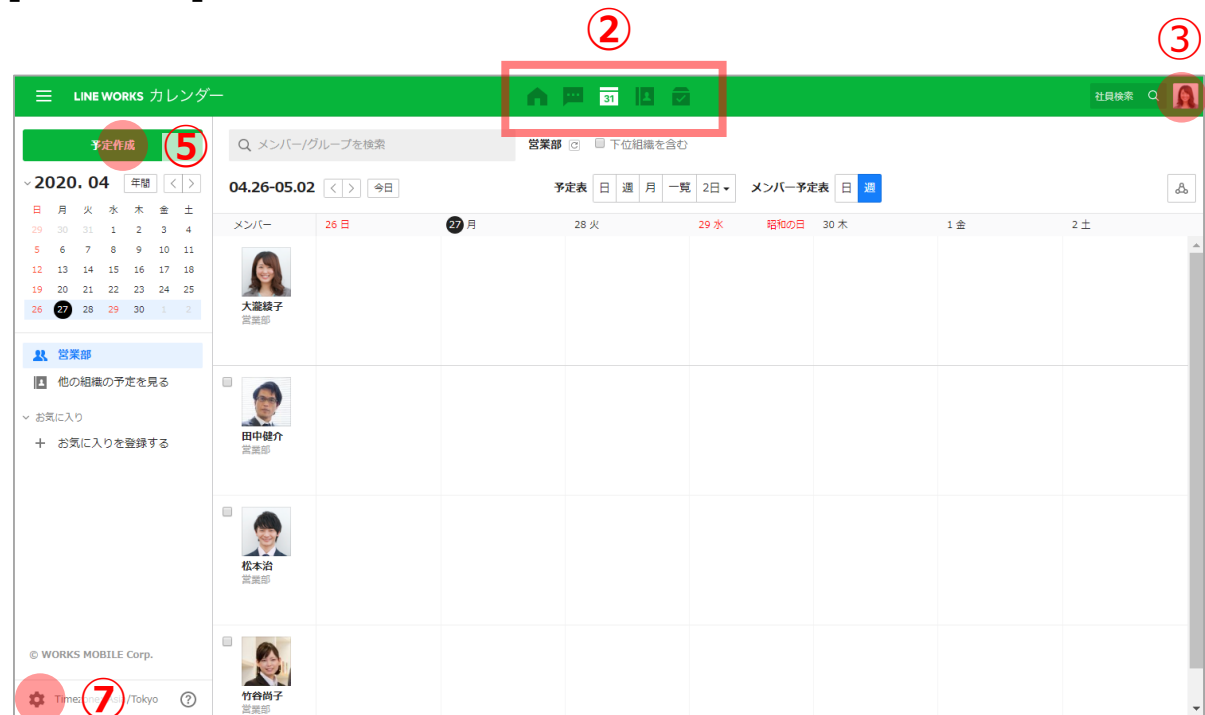 ②
③
LINE WORKS カレンダー
31
社員検索
予定作成
⑤
メンバー/グループを検索
営業部
下位組織を含む
2020. 04 年間 < >
04.26-05.02 < > 今日
予定表 日 週 月 一覧 2日
メンバー予定表 日 週
日 月 火 水 木 金 土
29 30 31 1 2 3 4
5 6 7 8 9 10 11
12 13 14 15 16 17 18
19 20 21 22 23 24 25
26 27 28 29 30 1 2
メンバー 26 日 27 月 28 火 29 水 昭和の日 30 木 1 金 2 土
大瀧綾子
営業部
営業部
他の組織の予定を見る
お気に入り
+ お気に入りを登録する
田中健介
営業部
松本治
営業部
竹谷尚子
営業部
© WORKS MOBILE Corp.
⑦
/Tokyo
?